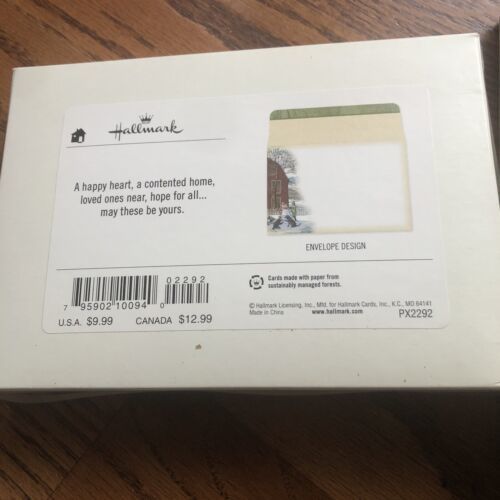 Hallmark
A happy heart, a contented home,
loved ones near, hope for all...
may these be yours.
ENVELOPE DESIGN
02292
7 95902 10094 0
U.S.A. $9.99 CANADA $12.99
Cards made with paper from
sustainably managed forests.
© Hallmark Licensing, Inc., Mfd. for Hallmark Cards, Inc., K.C., MO 64141
Made in China www.hallmark.com PX2292